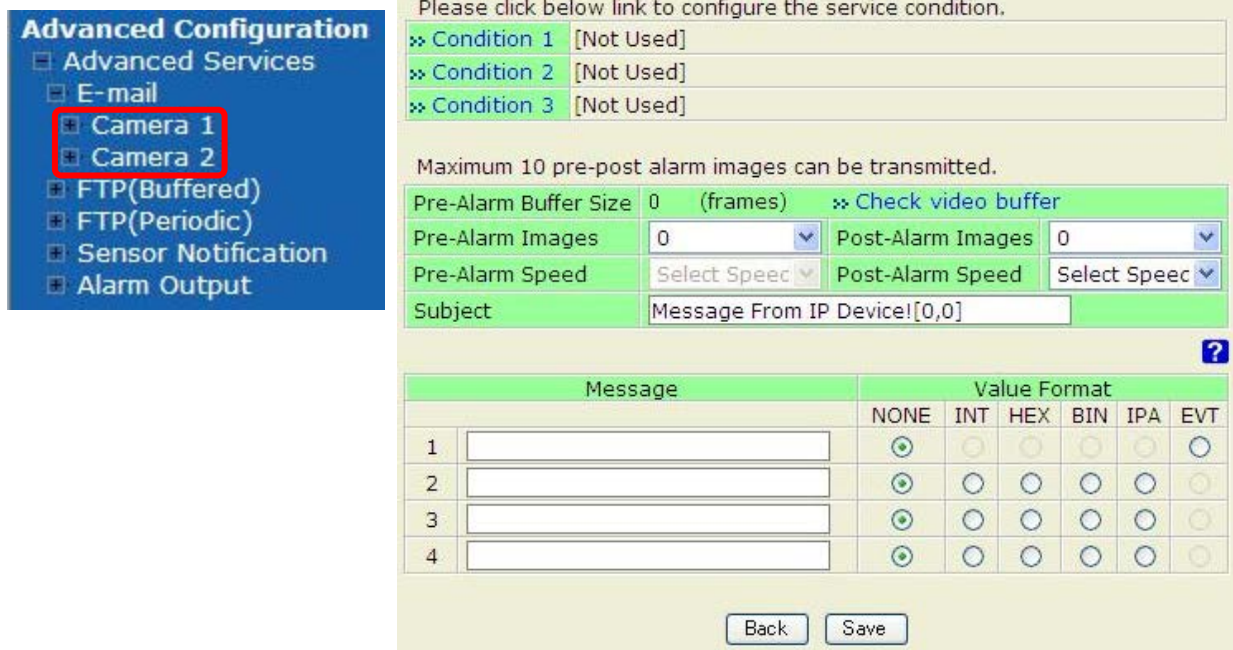 Advanced Configuration
Advanced Services
E-mail
Camera 1
Camera 2
FTP(Buffered)
FTP(Periodic)
Sensor Notification
Alarm Output
Please click below link to configure the service condition.
» Condition 1 [Not Used]
» Condition 2 [Not Used]
» Condition 3 [Not Used]
Maximum 10 pre-post alarm images can be transmitted.
Pre-Alarm Buffer Size 0 (frames) » Check video buffer
Pre-Alarm Images 0 Post-Alarm Images 0
Pre-Alarm Speed Select Speec Post-Alarm Speed Select Speec
Subject Message From IP Device![0,0]
?
Message Value Format
NONE INT HEX BIN IPA EVT
1
2
3
4
Back Save